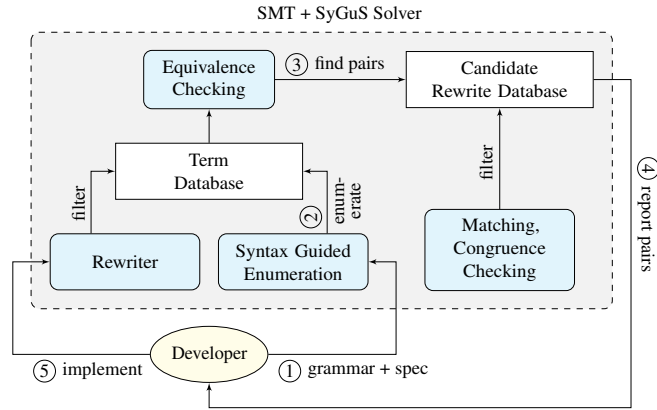 SMT + SyGuS Solver
Equivalence
Checking
③ find pairs
Candidate
Rewrite Database
Term
Database
filter
② enum-
erate
filter
④ report pairs
Rewriter
Syntax Guided
Enumeration
Matching,
Congruence
Checking
Developer
⑤ implement
① grammar + spec